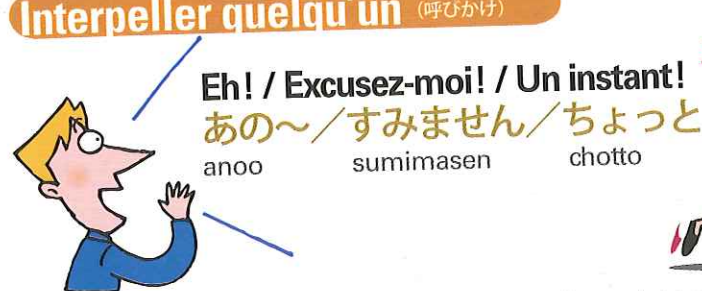 Interpeller quelqu'un (呼びかけ)
Eh! / Excusez-moi! / Un instant!
あの～／すみません／ちょっと
anoo sumimasen chotto